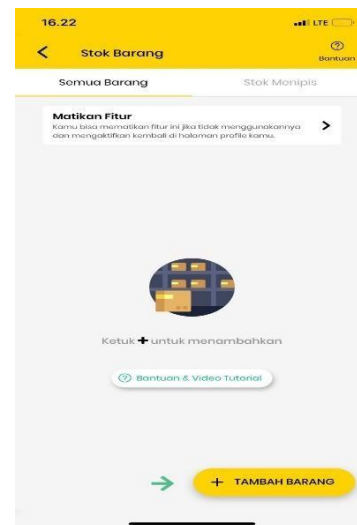 16.22
LTE
Stok Barang
Bantuan
Semua Barang
Stok Menipis
Matikan Fitur
Kamu bisa mematikan fitur ini jika tidak menggunakannya
dan mengaktifkan kembali di halaman profile kamu.
Ketuk + untuk menambahkan
Bantuan & Video Tutorial
+ TAMBAH BARANG